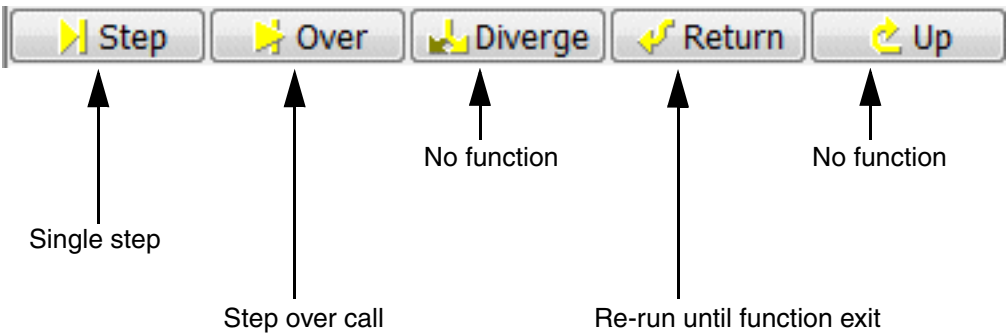 Step Over Diverge Return Up
No function No function
Single step
Step over call Re-run until function exit